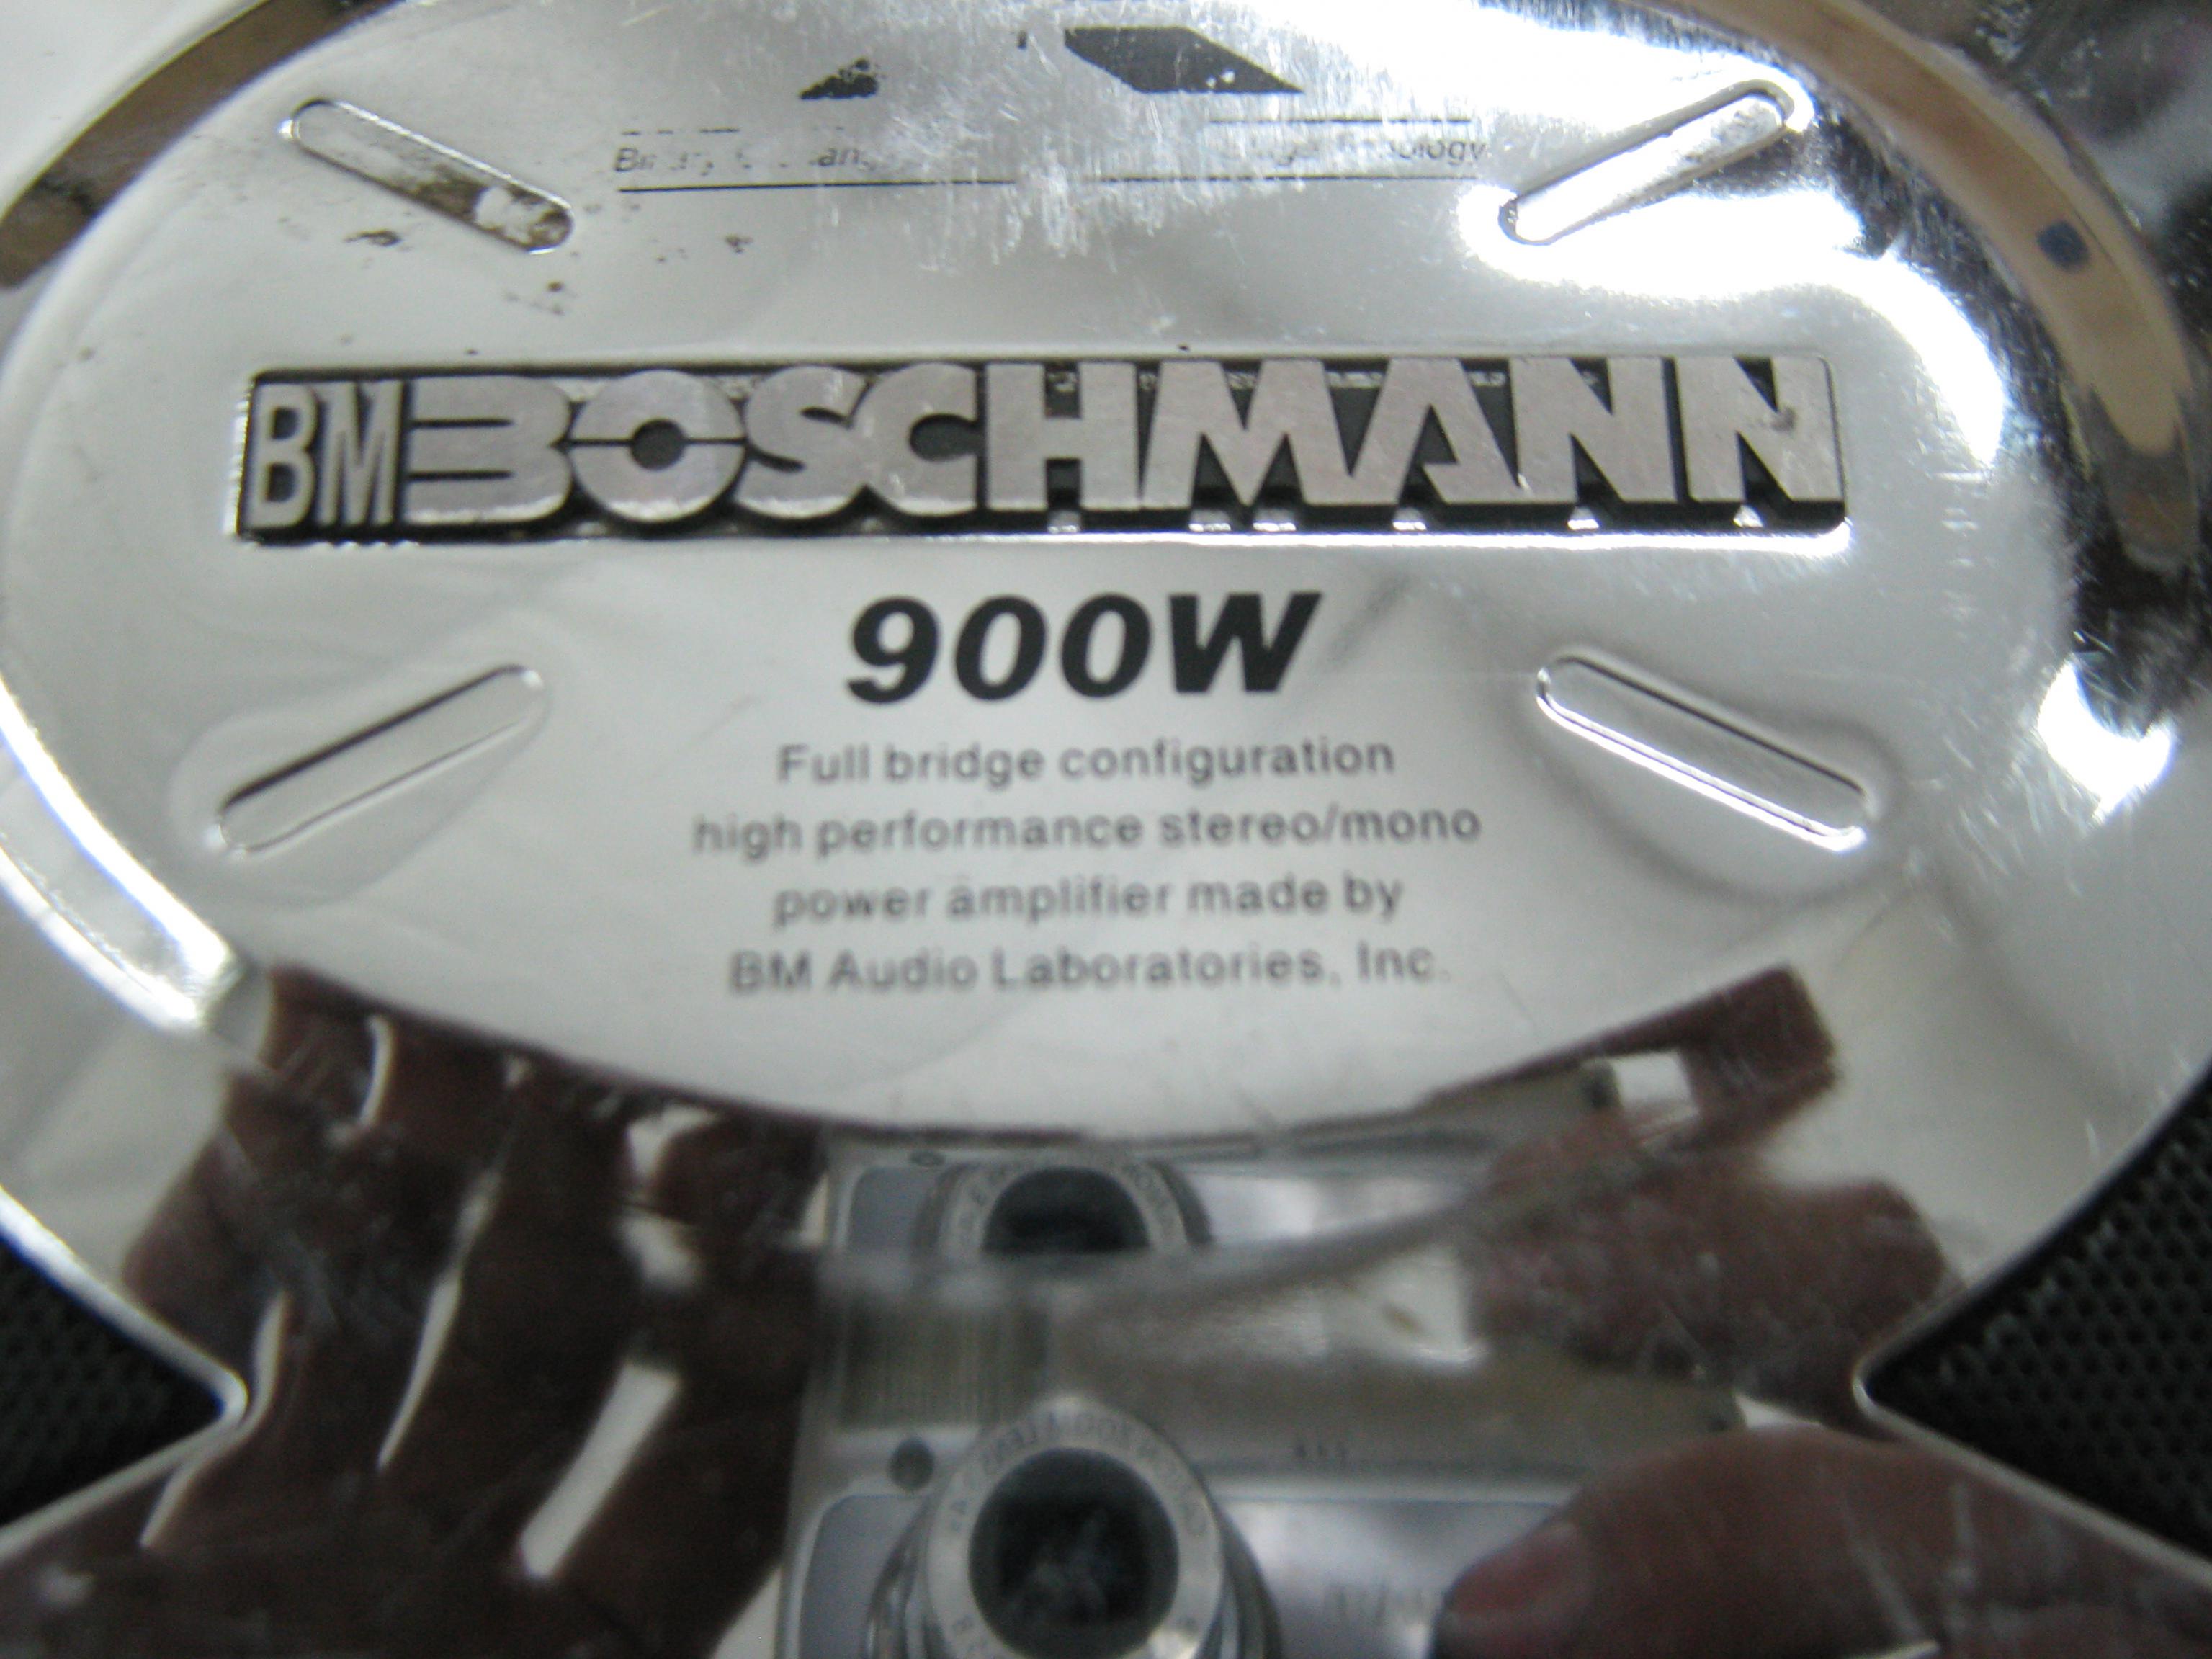 BM BOSCHMANN
900W
Full bridge configuration
high performance stereo/mono
power amplifier made by
BM Audio Laboratories, Inc.